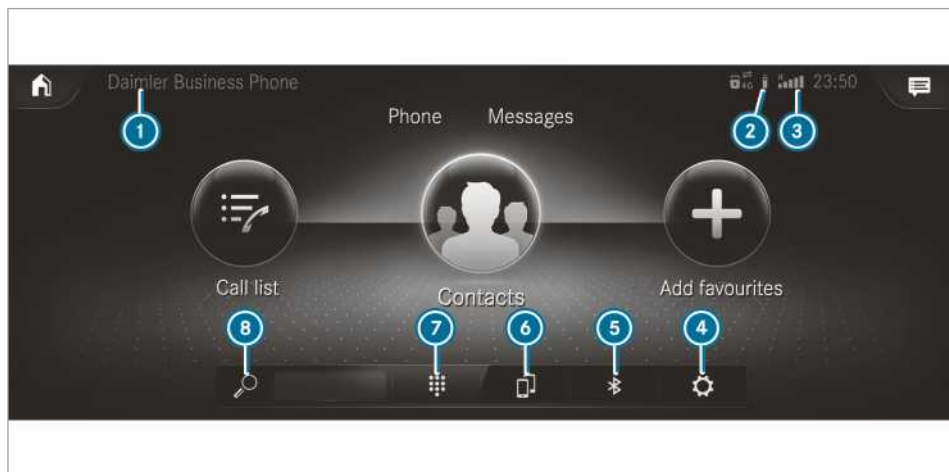 Daimler Business Phone 4G 23:50
Phone Messages
1 2 3
Call list Contacts Add favourites
8 7 6 5 4